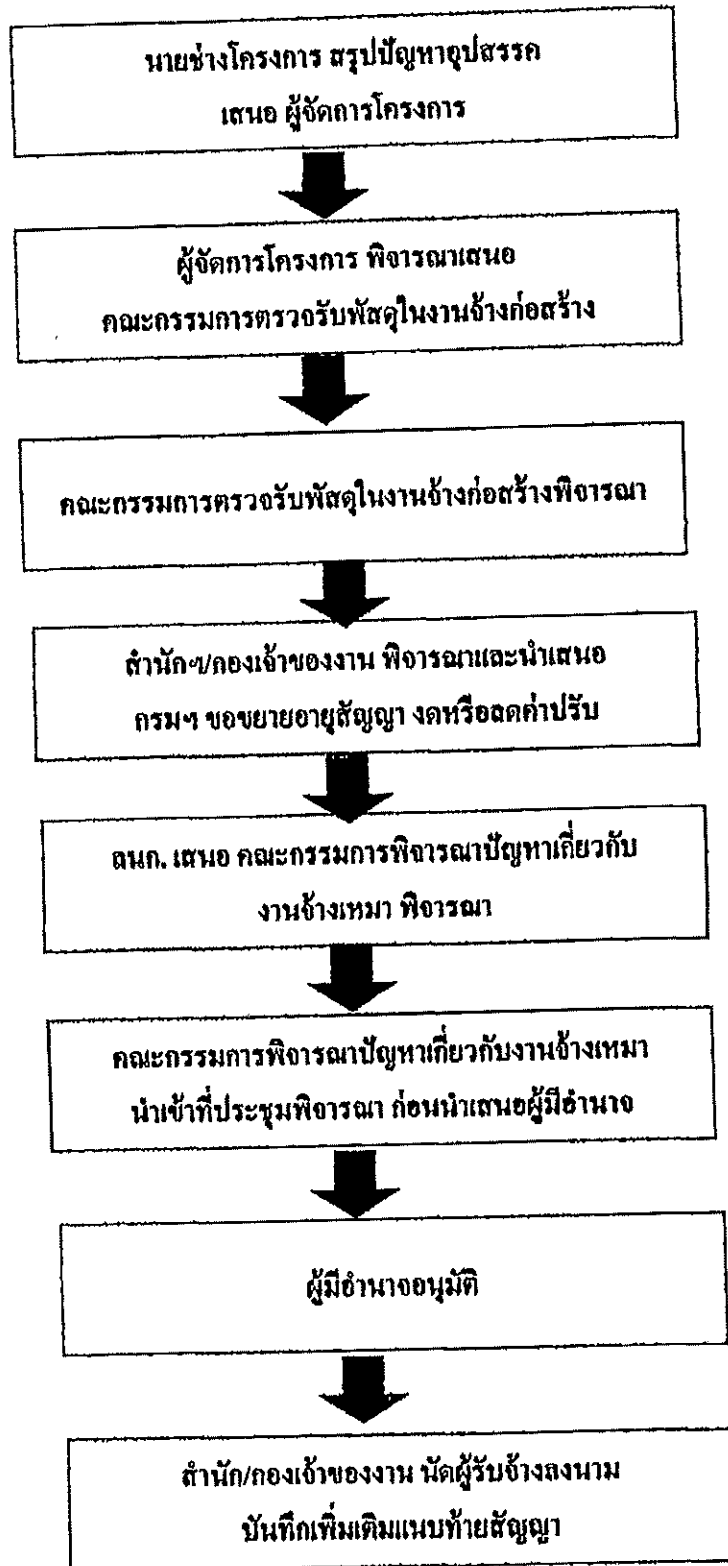 นายช่างโครงการ สรุปปัญหาอุปสรรค
เสนอ ผู้จัดการโครงการ
ผู้จัดการโครงการ พิจารณาเสนอ
คณะกรรมการตรวจรับพัสดุในงานจ้างก่อสร้าง
คณะกรรมการตรวจรับพัสดุในงานจ้างก่อสร้างพิจารณา
สำนักฯ/กองเจ้าของงาน พิจารณาและนำเสนอ
กรมฯ ขอขยายอายุสัญญา งดหรือลดค่าปรับ
ลนก. เสนอ คณะกรรมการพิจารณาปัญหาเกี่ยวกับ
งานจ้างเหมา พิจารณา
คณะกรรมการพิจารณาปัญหาเกี่ยวกับงานจ้างเหมา
นำเข้าที่ประชุมพิจารณา ก่อนนำเสนอผู้มีอำนาจ
ผู้มีอำนาจอนุมัติ
สำนัก/กองเจ้าของงาน นัดผู้รับจ้างลงนาม
บันทึกเพิ่มเติมแนบท้ายสัญญา